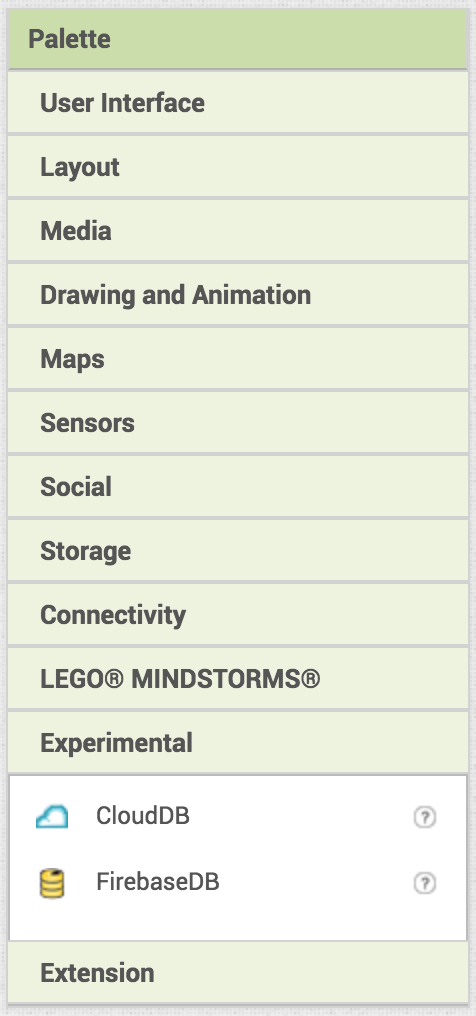 Palette
User Interface
Layout
Media
Drawing and Animation
Maps
Sensors
Social
Storage
Connectivity
LEGO® MINDSTORMS®
Experimental
CloudDB ?
FirebaseDB ?
Extension